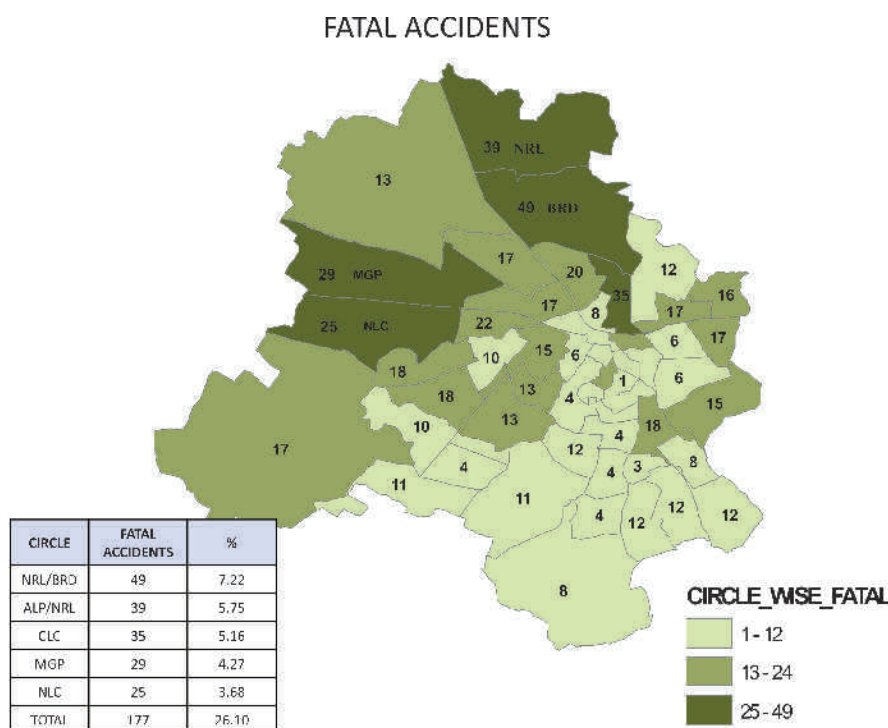 FATAL ACCIDENTS
39 NRL
13
49 BRD
17
20
12
29 MGP
35
16
17
17
8
25 NLC
22
17
6
15
6
10
18
1
6
13
18
4
15
13
18
10
4
12
17
8
4
4
3
11
11
12
4
12
12
8
CIRCLE FATAL ACCIDENTS %
NRL/BRD 49 7.22
ALP/NRL 39 5.75
CLC 35 5.16
MGP 29 4.27
NLC 25 3.68
TOTAL 177 26.10
CIRCLE_WISE_FATAL
1 - 12
13 - 24
25 - 49